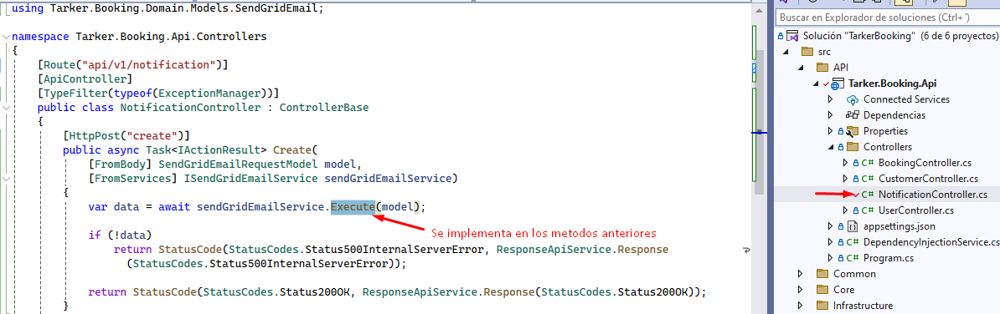 using Tarker.Booking.Domain.Models.SendGridEmail;
namespace Tarker.Booking.Api.Controllers
{
[Route("api/v1/notification")]
[ApiController]
[TypeFilter(typeof(ExceptionManager))]
public class NotificationController : ControllerBase
{
[HttpPost("create")]
public async Task<IActionResult> Create(
[FromBody] SendGridEmailRequestModel model,
[FromServices] ISendGridEmailService sendGridEmailService)
{
var data = await sendGridEmailService.Execute(model);
Se implementa en los metodos anteriores
if (!data)
return StatusCode(StatusCodes.Status500InternalServerError, ResponseApiService.Response
(StatusCodes.Status500InternalServerError));
return StatusCode(StatusCodes.Status200OK, ResponseApiService.Response(StatusCodes.Status200OK));
}
Buscar en Explorador de soluciones (Ctrl+´)
Solución "TarkerBooking" (6 de 6 proyectos)
src
API
Tarker.Booking.Api
Connected Services
Dependencias
Properties
Controllers
C# BookingController.cs
C# CustomerController.cs
C# NotificationController.cs
C# UserController.cs
appsettings.json
C# DependencyInjectionService.cs
C# Program.cs
Common
Core
Infrastructure